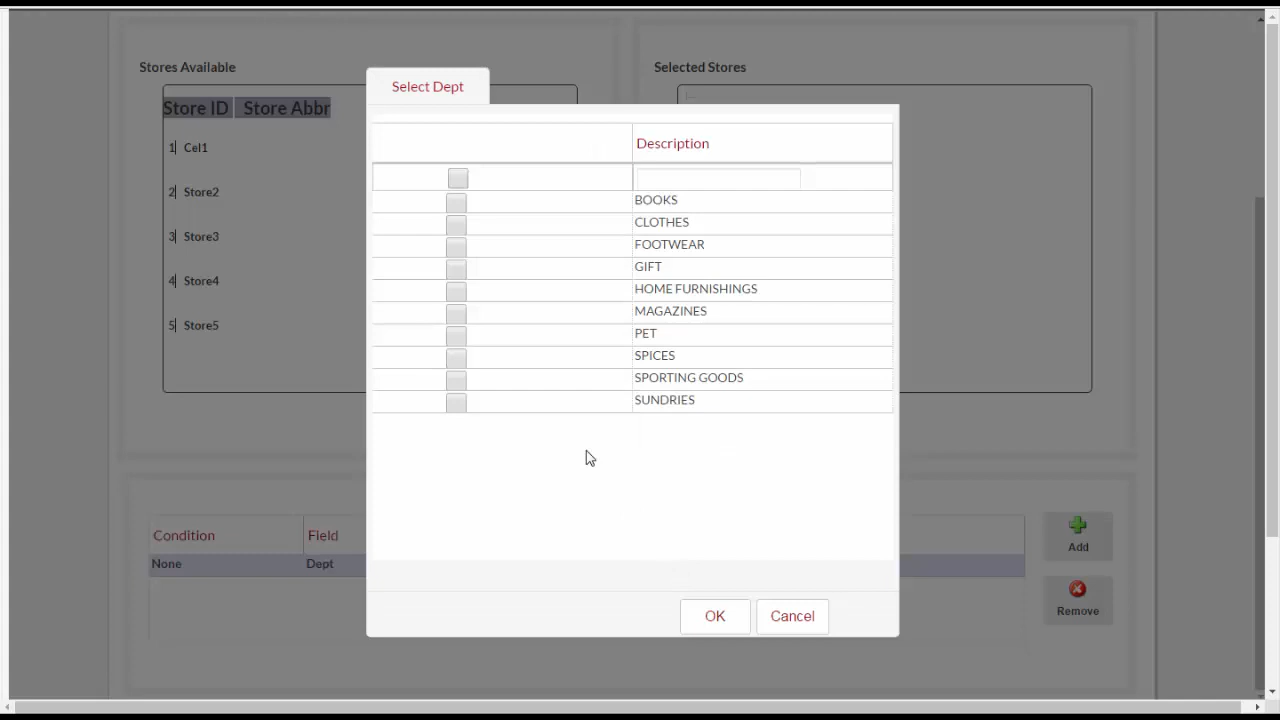 Stores Available
Selected Stores
Store ID Store Abbr
1 Cel1
2 Store2
3 Store3
4 Store4
5 Store5
Select Dept
Description
BOOKS
CLOTHES
FOOTWEAR
GIFT
HOME FURNISHINGS
MAGAZINES
PET
SPICES
SPORTING GOODS
SUNDRIES
OK Cancel
Condition Field
None Dept
Add
Remove